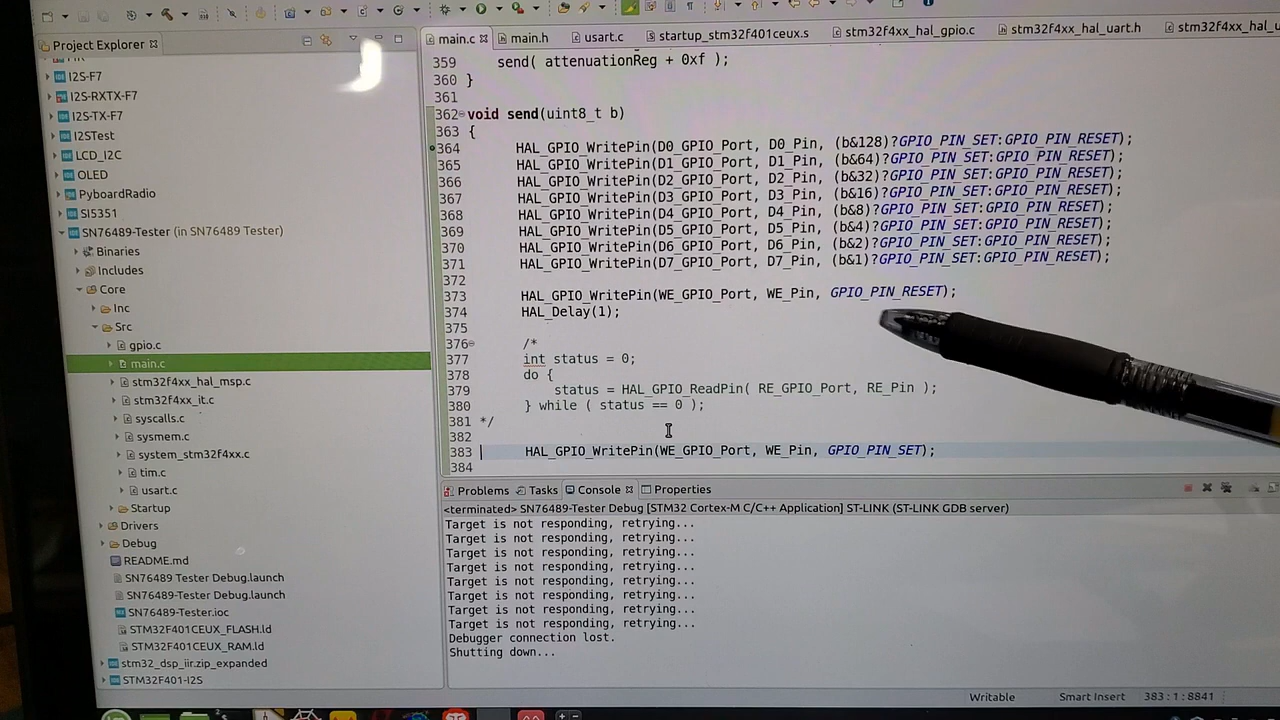 Project Explorer
I2S-F7
I2S-RXTX-F7
I2S-TX-F7
I2STest
LCD_I2C
OLED
PyboardRadio
SI5351
SN76489-Tester (in SN76489 Tester)
Binaries
Includes
Core
Inc
Src
gpio.c
main.c
stm32f4xx_hal_msp.c
stm32f4xx_it.c
syscalls.c
sysmem.c
system_stm32f4xx.c
tim.c
usart.c
Startup
Drivers
Debug
README.md
SN76489 Tester Debug.launch
SN76489-Tester Debug.launch
SN76489-Tester.ioc
STM32F401CEUX_FLASH.ld
STM32F401CEUX_RAM.ld
stm32_dsp_iir.zip_expanded
STM32F401-I2S
main.c main.h usart.c startup_stm32f401ceux.s stm32f4xx_hal_gpio.c stm32f4xx_hal_uart.h stm32f4xx_hal_u
359 send( attenuationReg + 0xf );
360 }
361
362 void send(uint8_t b)
363 {
364 HAL_GPIO_WritePin(D0_GPIO_Port, D0_Pin, (b&128)?GPIO_PIN_SET:GPIO_PIN_RESET);
365 HAL_GPIO_WritePin(D1_GPIO_Port, D1_Pin, (b&64)?GPIO_PIN_SET:GPIO_PIN_RESET);
366 HAL_GPIO_WritePin(D2_GPIO_Port, D2_Pin, (b&32)?GPIO_PIN_SET:GPIO_PIN_RESET);
367 HAL_GPIO_WritePin(D3_GPIO_Port, D3_Pin, (b&16)?GPIO_PIN_SET:GPIO_PIN_RESET);
368 HAL_GPIO_WritePin(D4_GPIO_Port, D4_Pin, (b&8)?GPIO_PIN_SET:GPIO_PIN_RESET);
369 HAL_GPIO_WritePin(D5_GPIO_Port, D5_Pin, (b&4)?GPIO_PIN_SET:GPIO_PIN_RESET);
370 HAL_GPIO_WritePin(D6_GPIO_Port, D6_Pin, (b&2)?GPIO_PIN_SET:GPIO_PIN_RESET);
371 HAL_GPIO_WritePin(D7_GPIO_Port, D7_Pin, (b&1)?GPIO_PIN_SET:GPIO_PIN_RESET);
372
373 HAL_GPIO_WritePin(WE_GPIO_Port, WE_Pin, GPIO_PIN_RESET);
374 HAL_Delay(1);
375
376 /*
377 int status = 0;
378 do {
379 status = HAL_GPIO_ReadPin( RE_GPIO_Port, RE_Pin );
380 } while ( status == 0 );
381 */
382
383 HAL_GPIO_WritePin(WE_GPIO_Port, WE_Pin, GPIO_PIN_SET);
384
Problems Tasks Console Properties
<terminated> SN76489-Tester Debug [STM32 Cortex-M C/C++ Application] ST-LINK (ST-LINK GDB server)
Target is not responding, retrying...
Target is not responding, retrying...
Target is not responding, retrying...
Target is not responding, retrying...
Target is not responding, retrying...
Target is not responding, retrying...
Target is not responding, retrying...
Target is not responding, retrying...
Debugger connection lost.
Shutting down...
Writable Smart Insert 383:1:8841